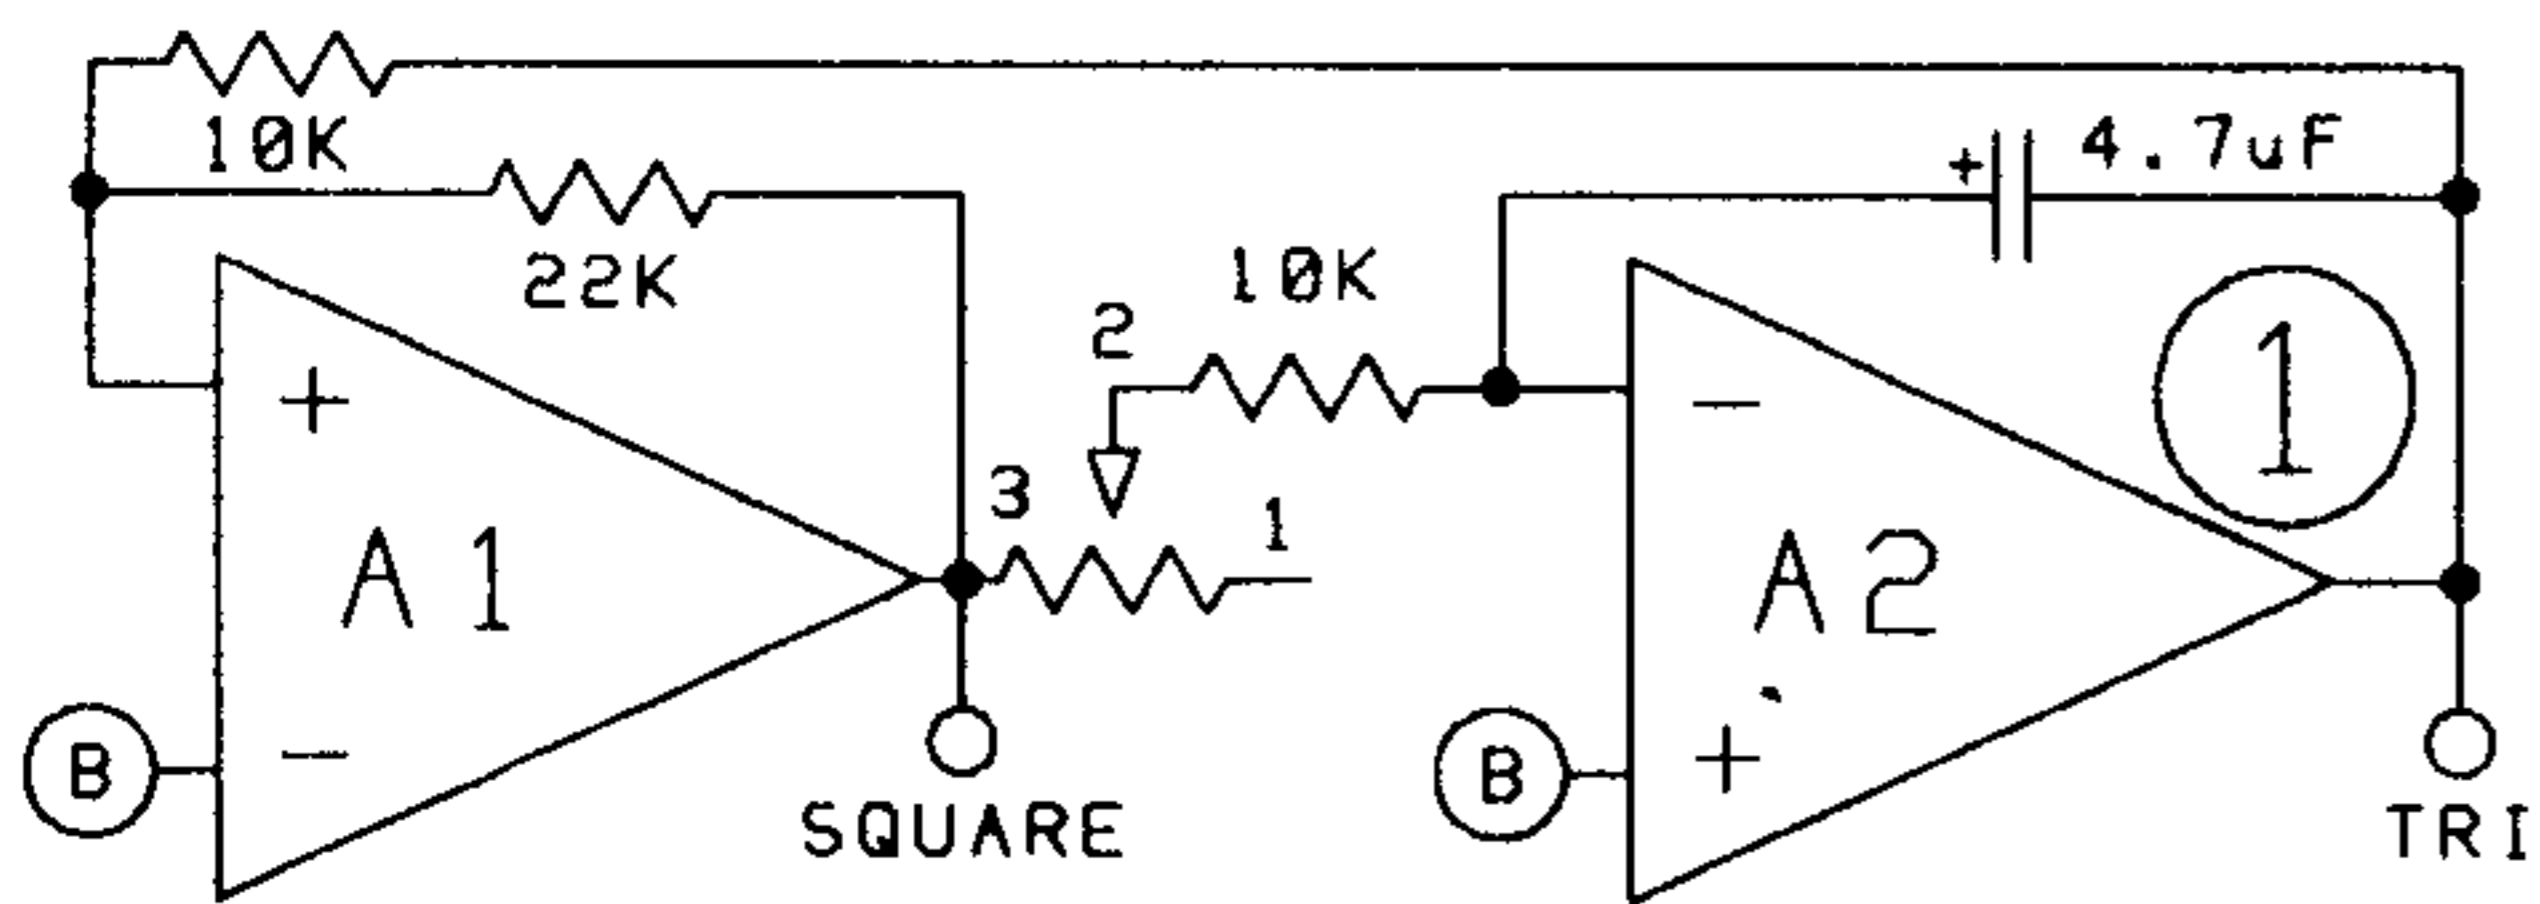 10K
22K
10K
4.7uF
2
3
1
1
+
+
-
-
+
A1
A2
B
B
SQUARE
TRI